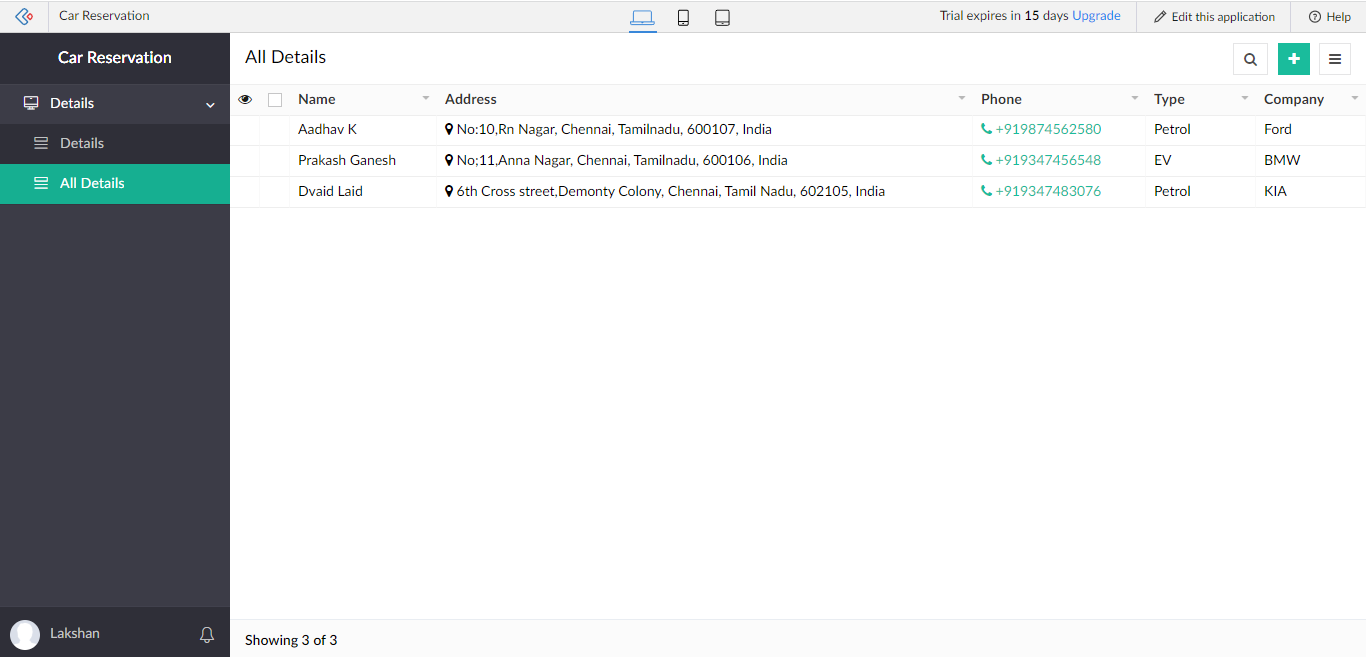 Car Reservation
Trial expires in 15 days Upgrade
Edit this application
Help
Car Reservation
Details
Details
All Details
Lakshan
All Details
Name Address Phone Type Company
Aadhav K No:10,Rn Nagar, Chennai, Tamilnadu, 600107, India +919874562580 Petrol Ford
Prakash Ganesh No;11,Anna Nagar, Chennai, Tamilnadu, 600106, India +919347456548 EV BMW
Dvaid Laid 6th Cross street,Demonty Colony, Chennai, Tamil Nadu, 602105, India +919347483076 Petrol KIA
Showing 3 of 3